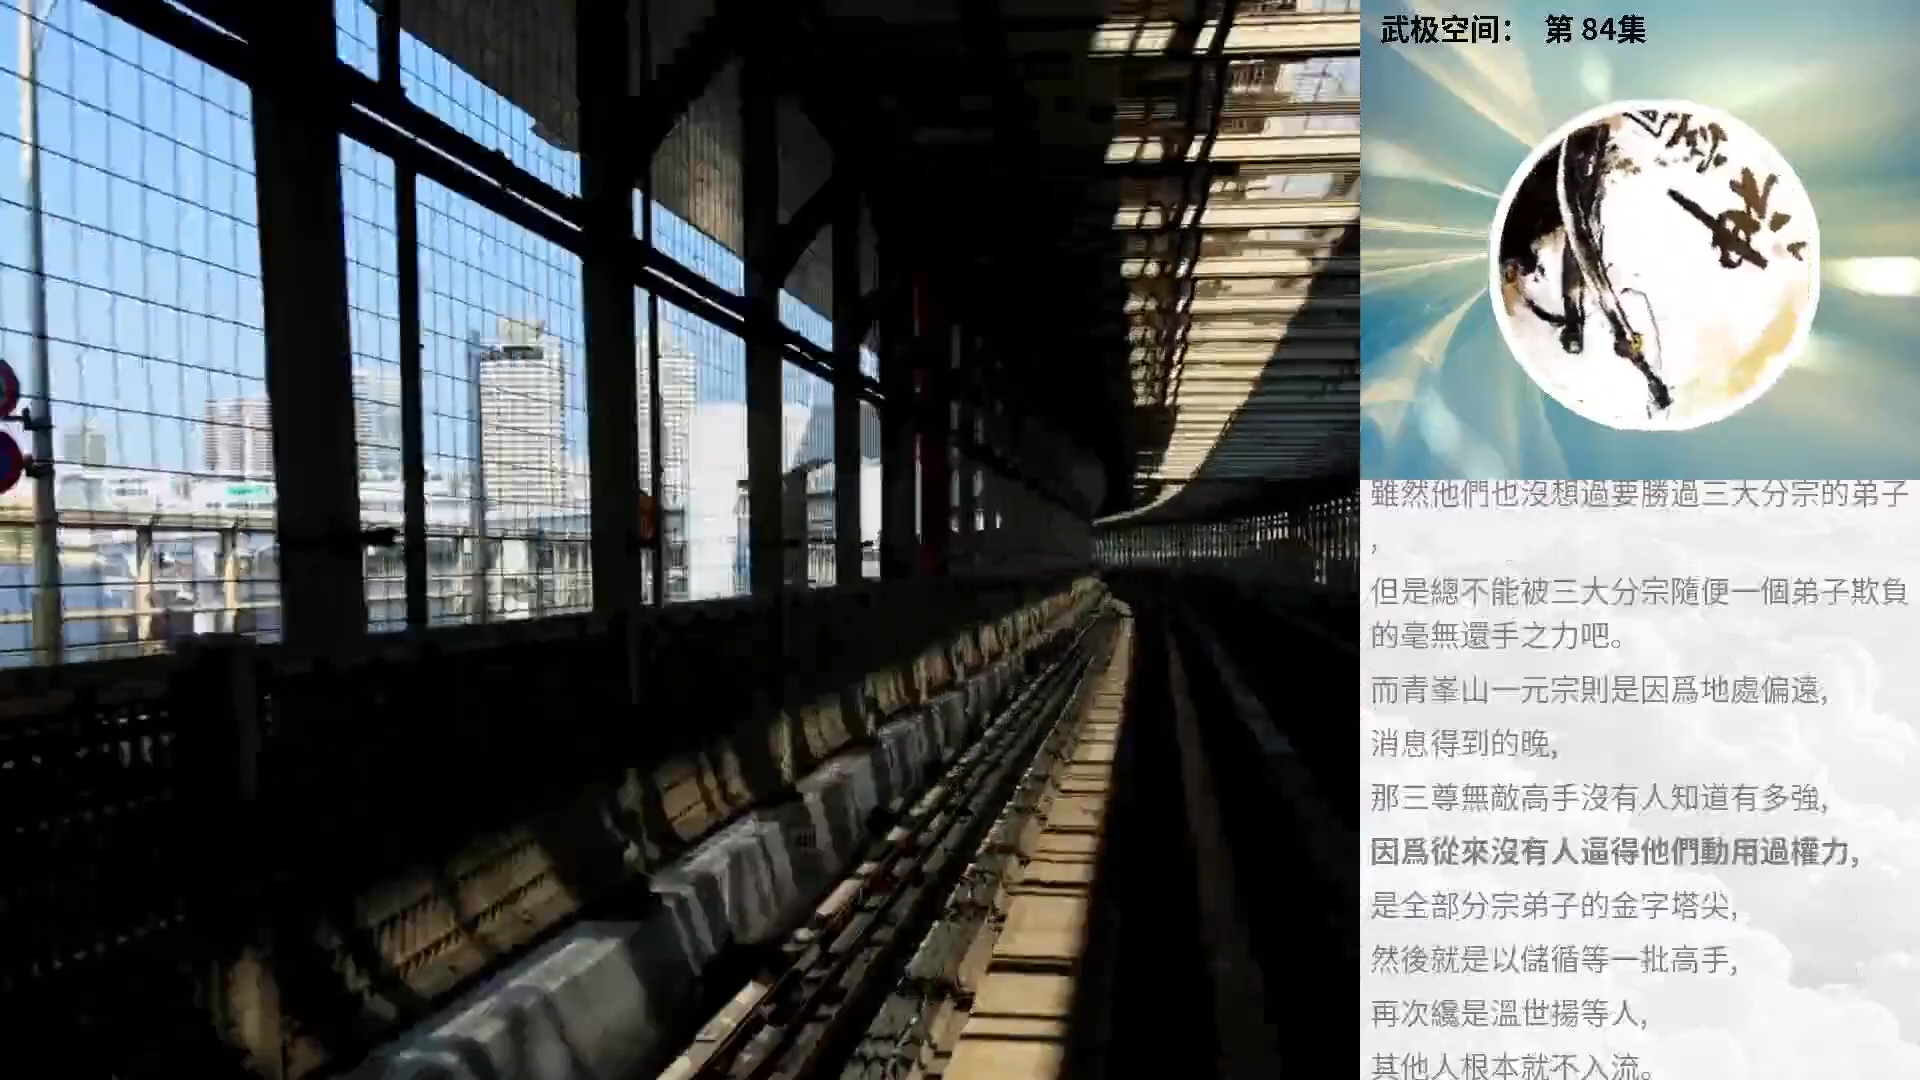 武极空间： 第 84集
雖然他們也沒想過要勝過三大分宗的弟子
,
但是總不能被三大分宗隨便一個弟子欺負
的毫無還手之力吧。
而青峯山一元宗則是因爲地處偏遠,
消息得到的晚,
那三尊無敵高手沒有人知道有多強,
因爲從來沒有人逼得他們動用過權力,
是全部分宗弟子的金字塔尖,
然後就是以儲循等一批高手,
再次纔是溫世揚等人,
其他人根本就不入流。